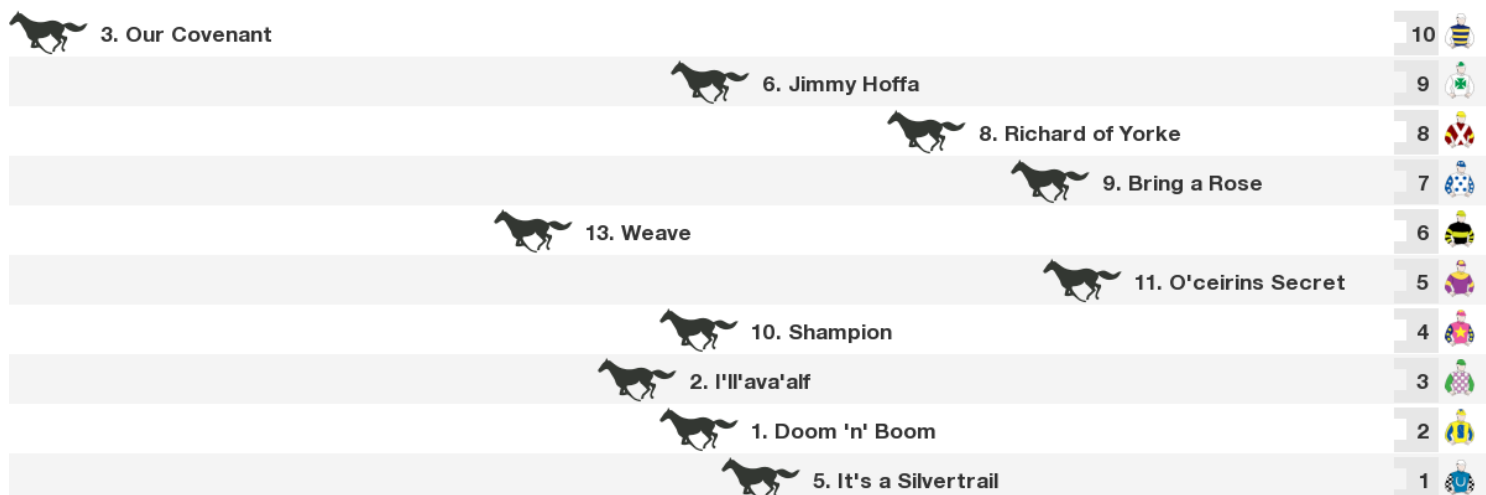 3. Our Covenant 10
6. Jimmy Hoffa 9
8. Richard of Yorke 8
9. Bring a Rose 7
13. Weave 6
11. O'ceirins Secret 5
10. Shampion 4
2. I'll'ava'alf 3
1. Doom 'n' Boom 2
5. It's a Silvertrail 1